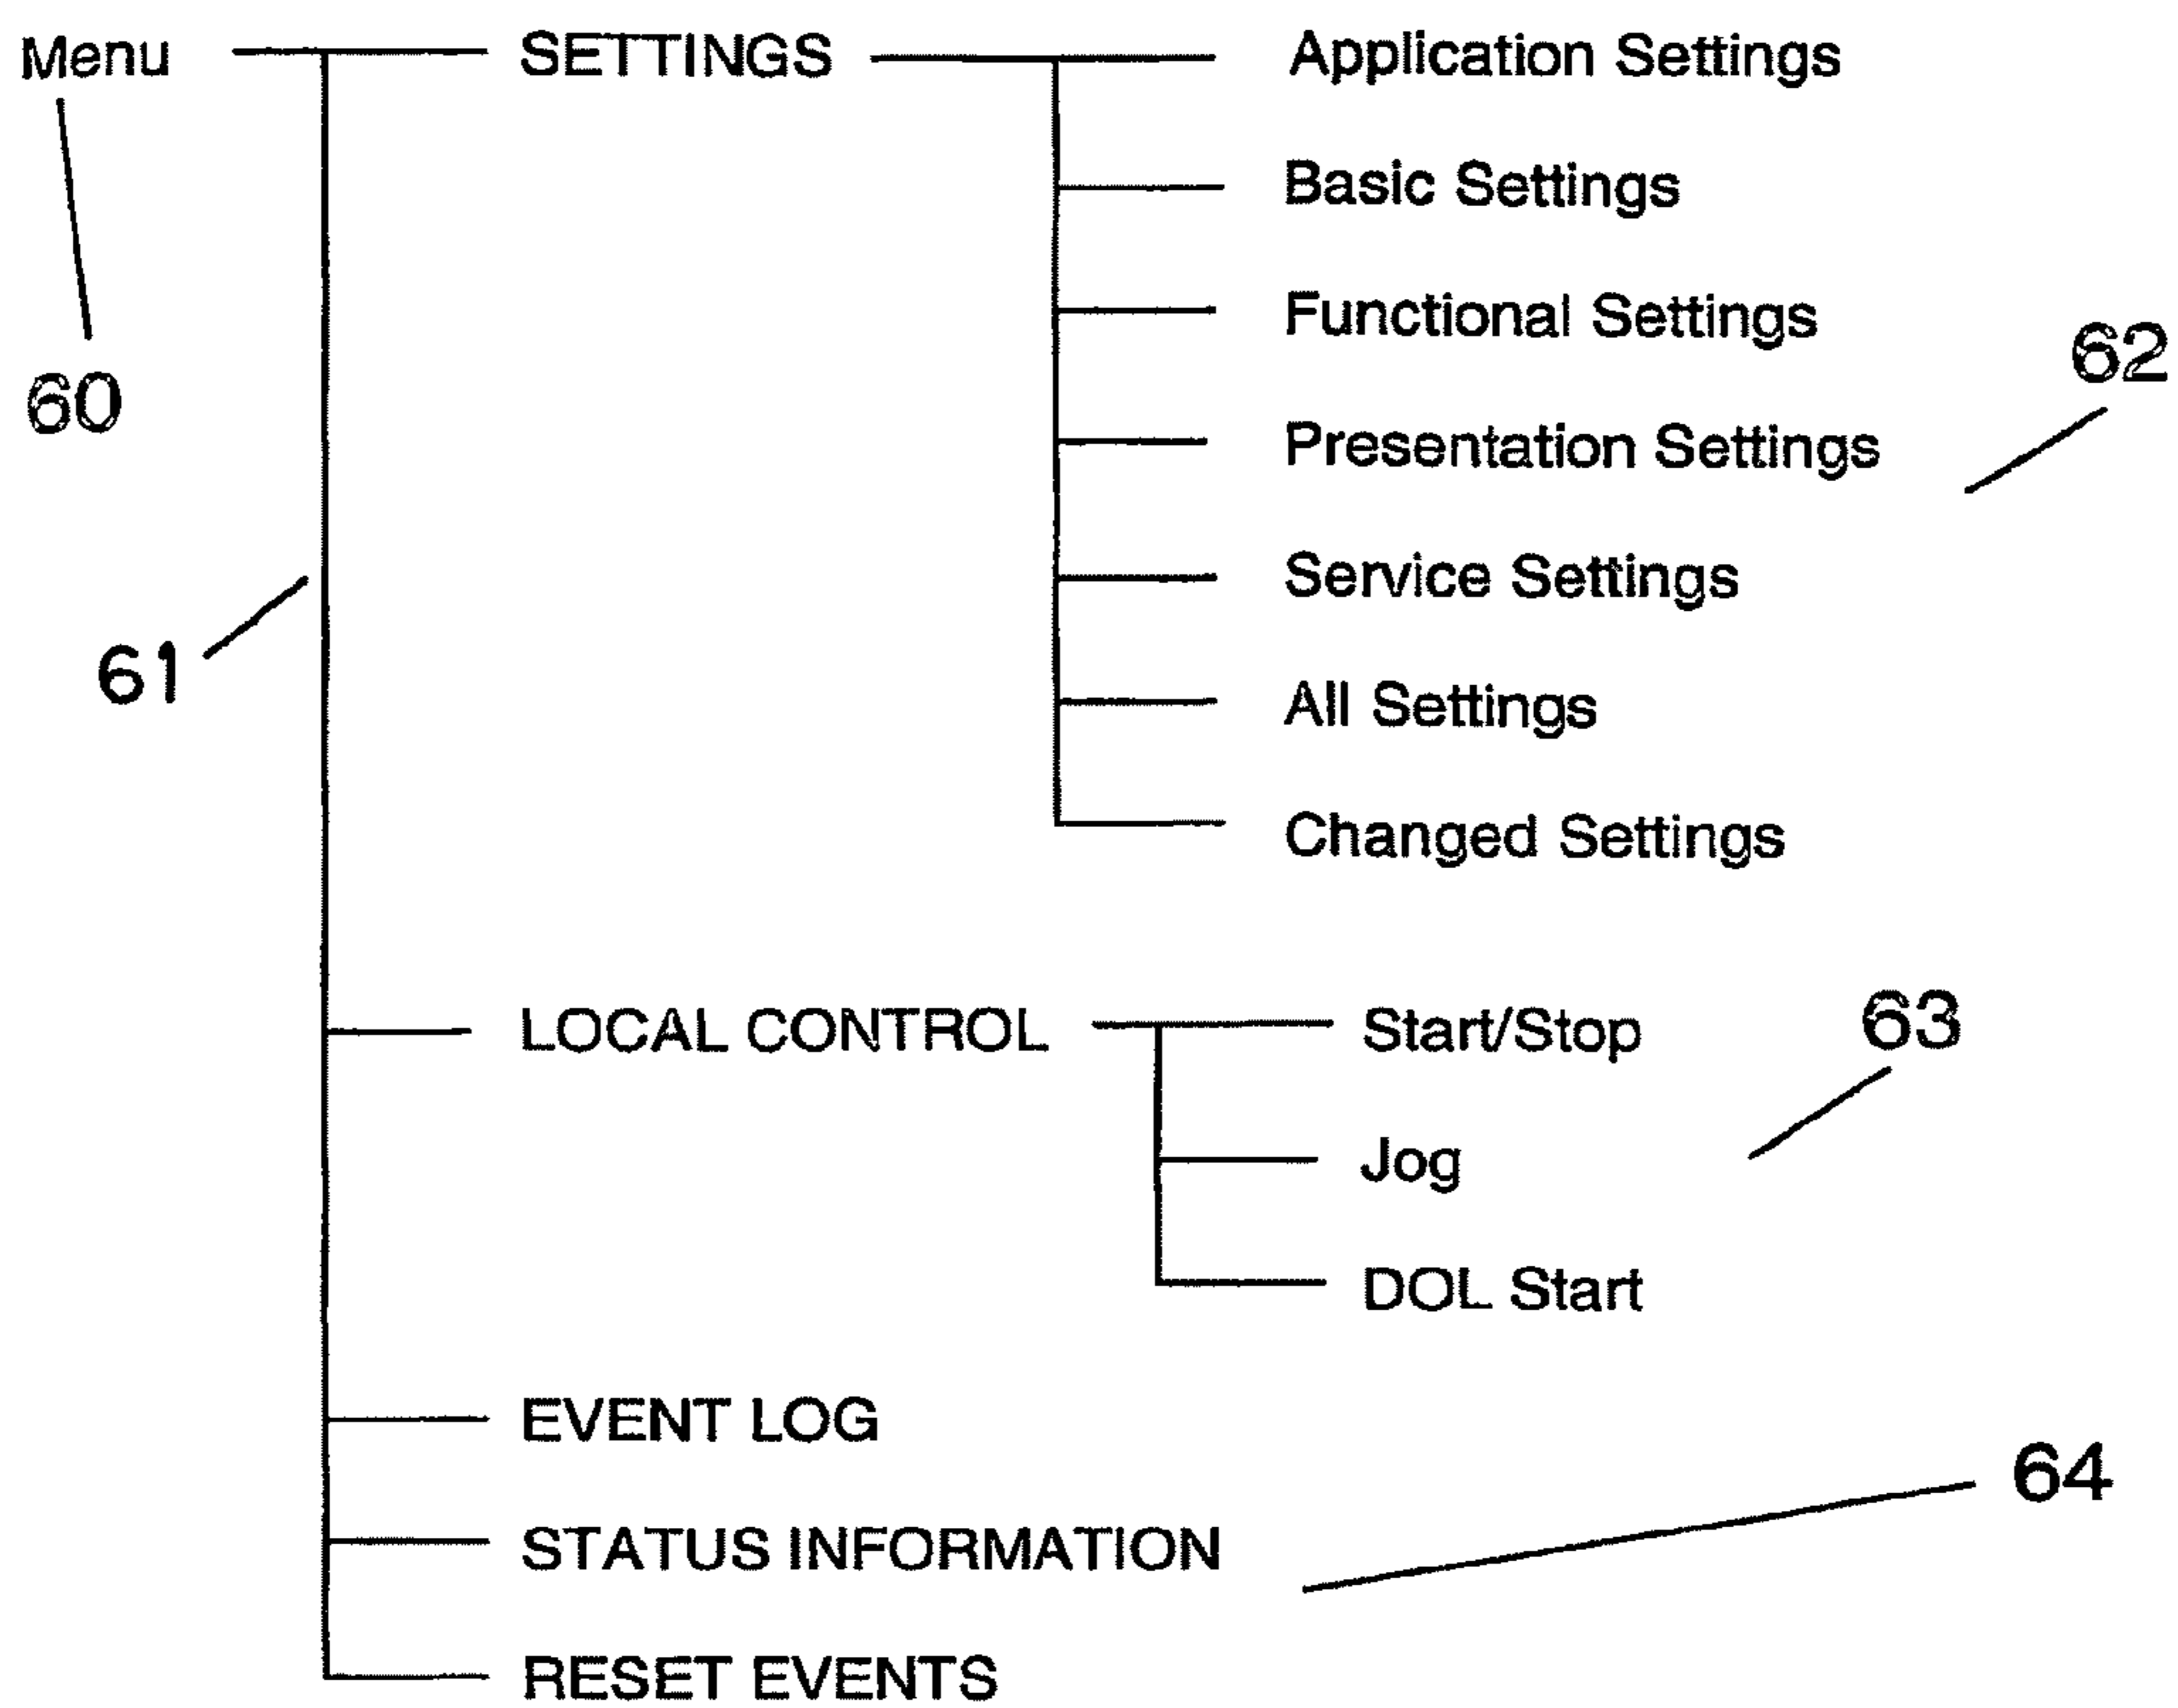 Menu
SETTINGS
Application Settings
Basic Settings
Functional Settings
62
60
Presentation Settings
Service Settings
61
All Settings
Changed Settings
LOCAL CONTROL
Start/Stop
63
Jog
DOL Start
EVENT LOG
64
STATUS INFORMATION
RESET EVENTS